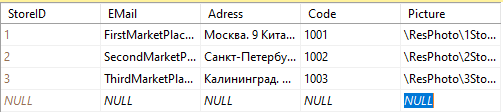 StoreID EMail Adress Code Picture
1 FirstMarketPlac... Москва. 9 Кита... 1001 \ResPhoto\1Sto...
2 SecondMarketP... Санкт-Петербу... 1002 \ResPhoto\2Sto...
3 ThirdMarketPla... Калининград. ... 1003 \ResPhoto\3Sto...
NULL NULL NULL NULL NULL